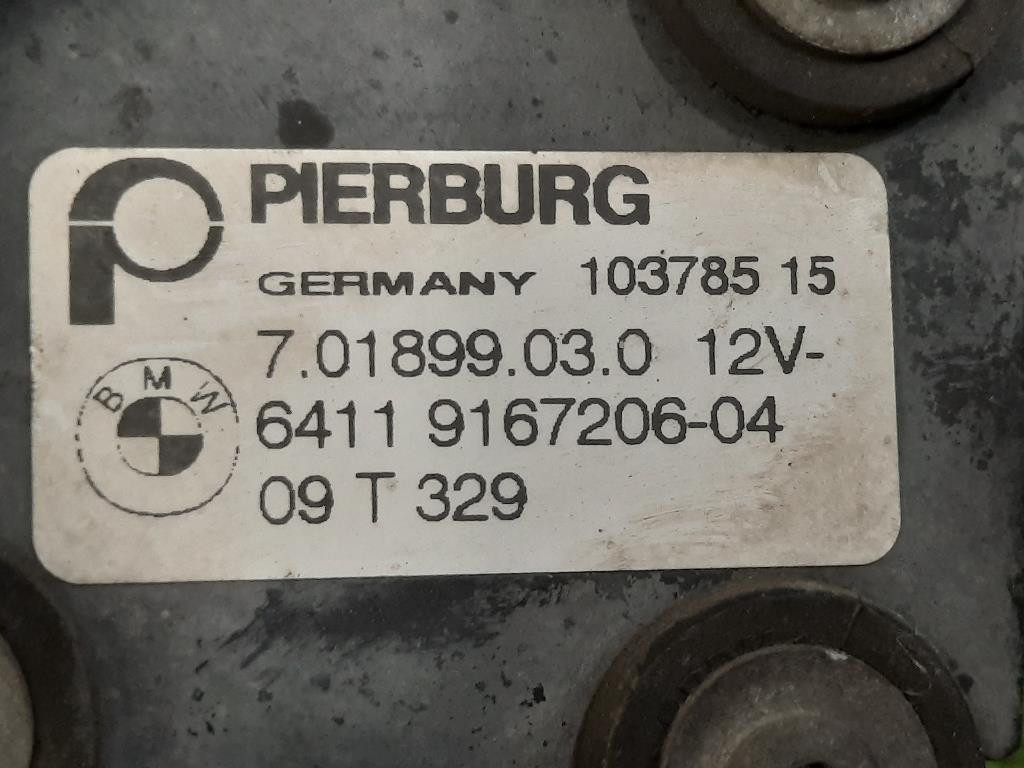 PIERBURG
GERMANY 103785 15
7.01899.03.0 12V-
BMW
6411 9167206-04
09 T 329